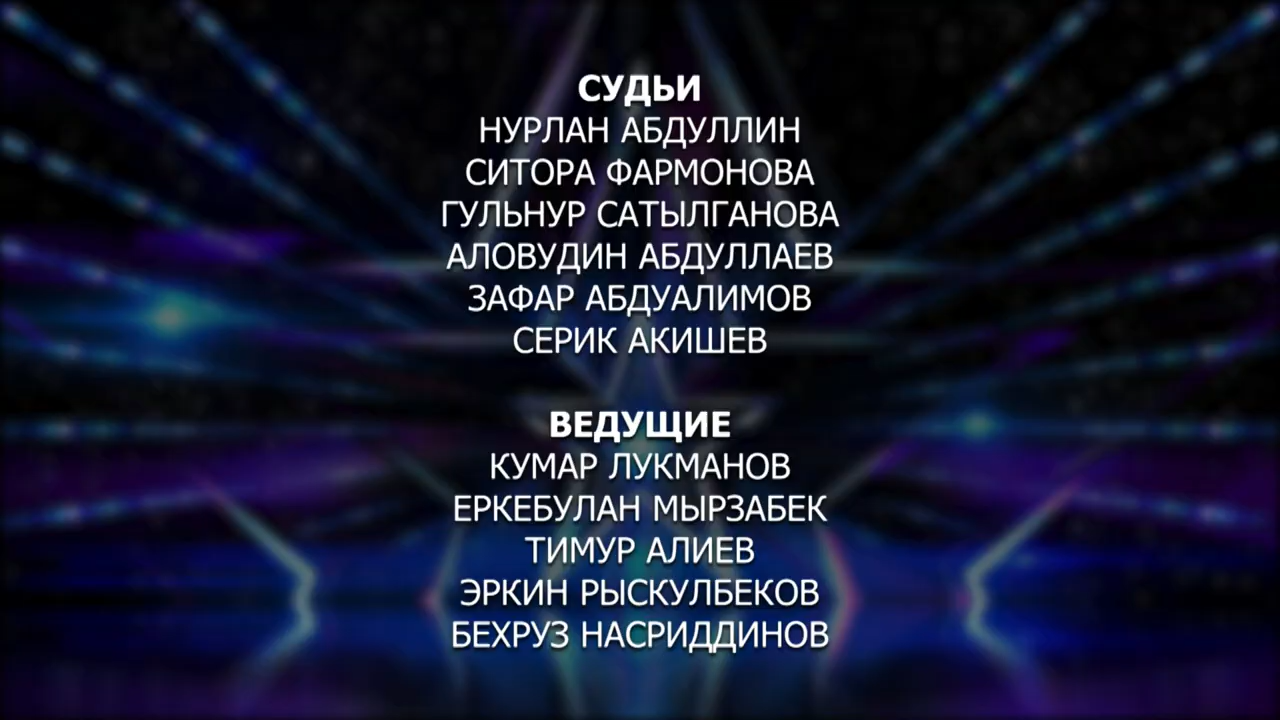 СУДЬИ
НУРЛАН АБДУЛЛИН
СИТОРА ФАРМОНОВА
ГУЛЬНУР САТЫЛГАНОВА
АЛОВУДИН АБДУЛЛАЕВ
ЗАФАР АБДУАЛИМОВ
СЕРИК АКИШЕВ
ВЕДУЩИЕ
КУМАР ЛУКМАНОВ
ЕРКЕБУЛАН МЫРЗАБЕК
ТИМУР АЛИЕВ
ЭРКИН РЫСКУЛБЕКОВ
БЕХРУЗ НАСРИДДИНОВ